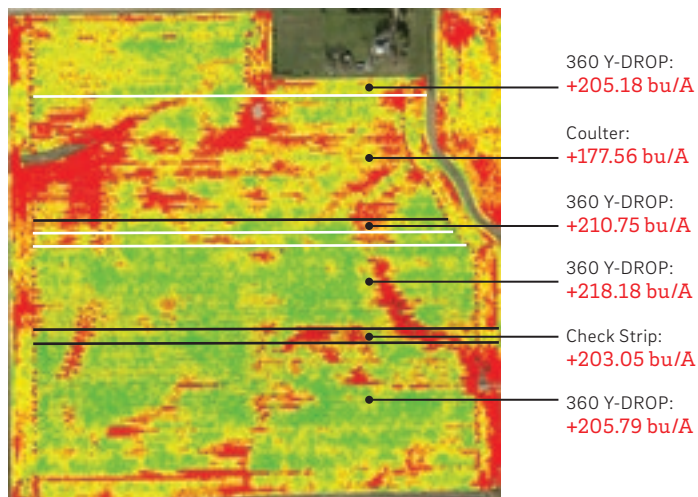 360 Y-DROP:
+205.18 bu/A
Coulter:
+177.56 bu/A
360 Y-DROP:
+210.75 bu/A
360 Y-DROP:
+218.18 bu/A
Check Strip:
+203.05 bu/A
360 Y-DROP:
+205.79 bu/A